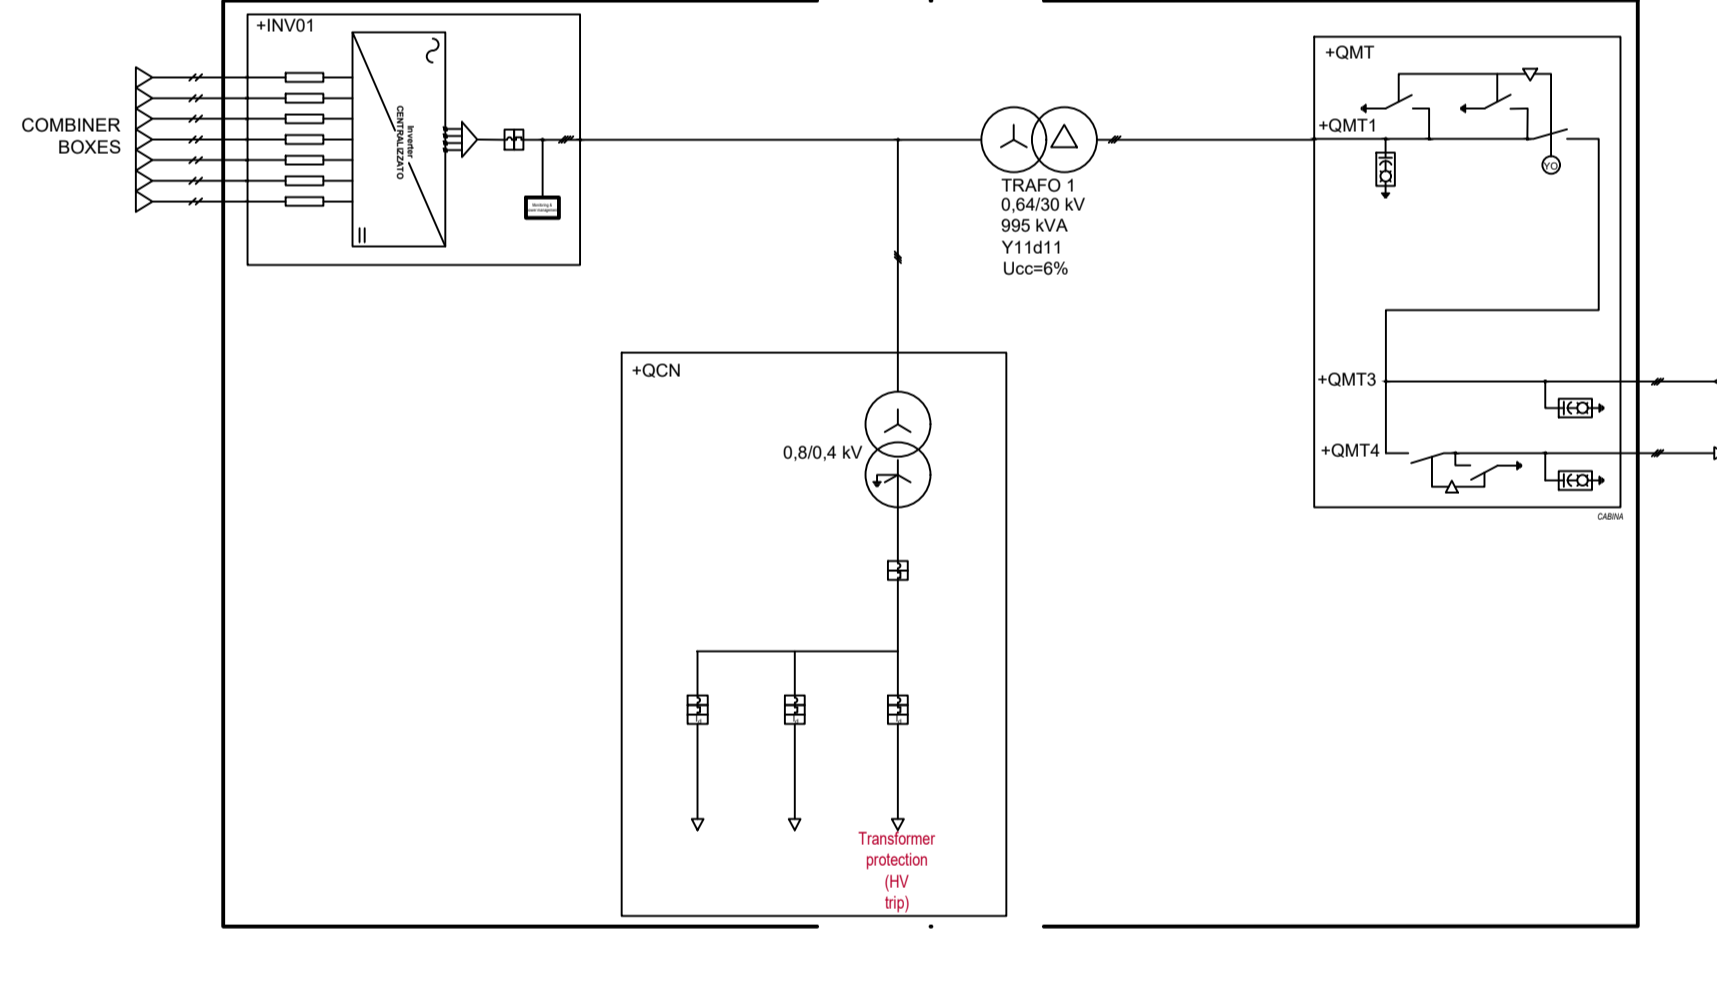 +INV01
COMBINER
BOXES
Inverter
CENTRALIZZATO
TRAFO 1
0,64/30 kV
995 kVA
Y11d11
Ucc=6%
+QMT
+QMT1
YO
+QMT3
+QMT4
CABINA
+QCN
0,8/0,4 kV
Transformer
protection
(HV
trip)